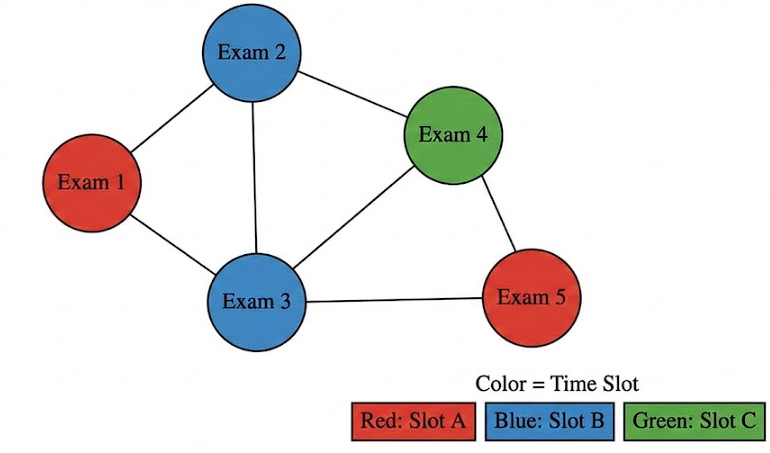 Exam 2
Exam 4
Exam 1
Exam 3
Exam 5
Color = Time Slot
Red: Slot A
Blue: Slot B
Green: Slot C